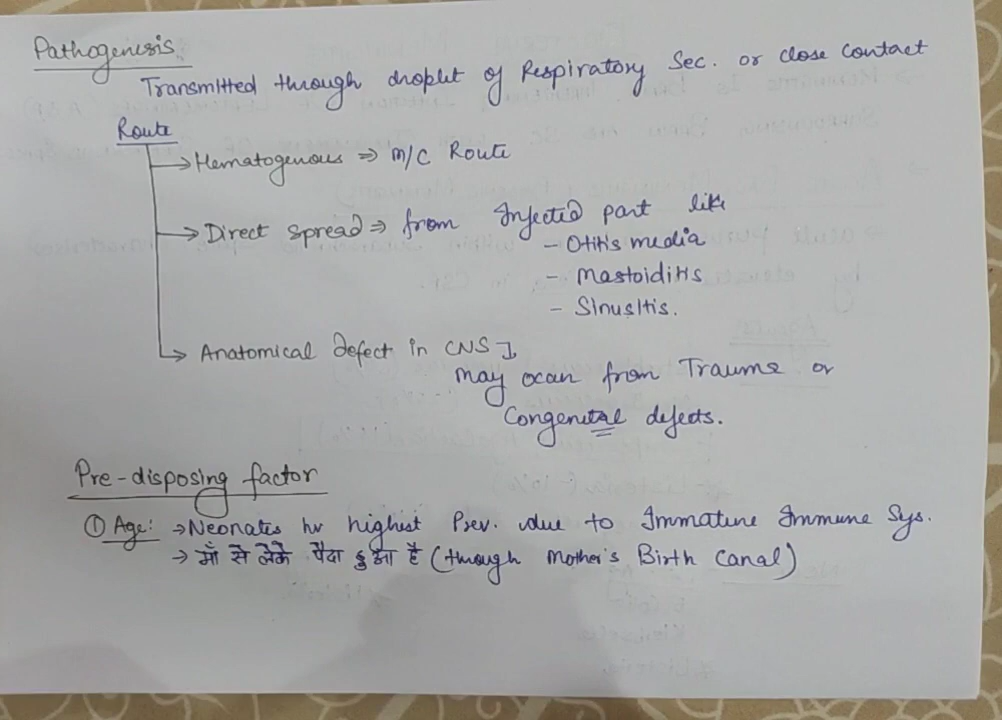 Pathogenesis
Transmitted through droplet of Respiratory Sec. or close contact
Route
→ Hematogenous ⇒ M/C Route
→ Direct spread ⇒ from Infected part like
- Otitis media
- Mastoiditis
- Sinusitis.
→ Anatomical defect in CNS
may occur from Trauma or
Congenital defects.
Pre-disposing factor
① Age: → Neonates hv highest Prev. due to Immature Immune Sys.
→ माँ से लेके पैदा हुआ है (through Mother's Birth Canal)